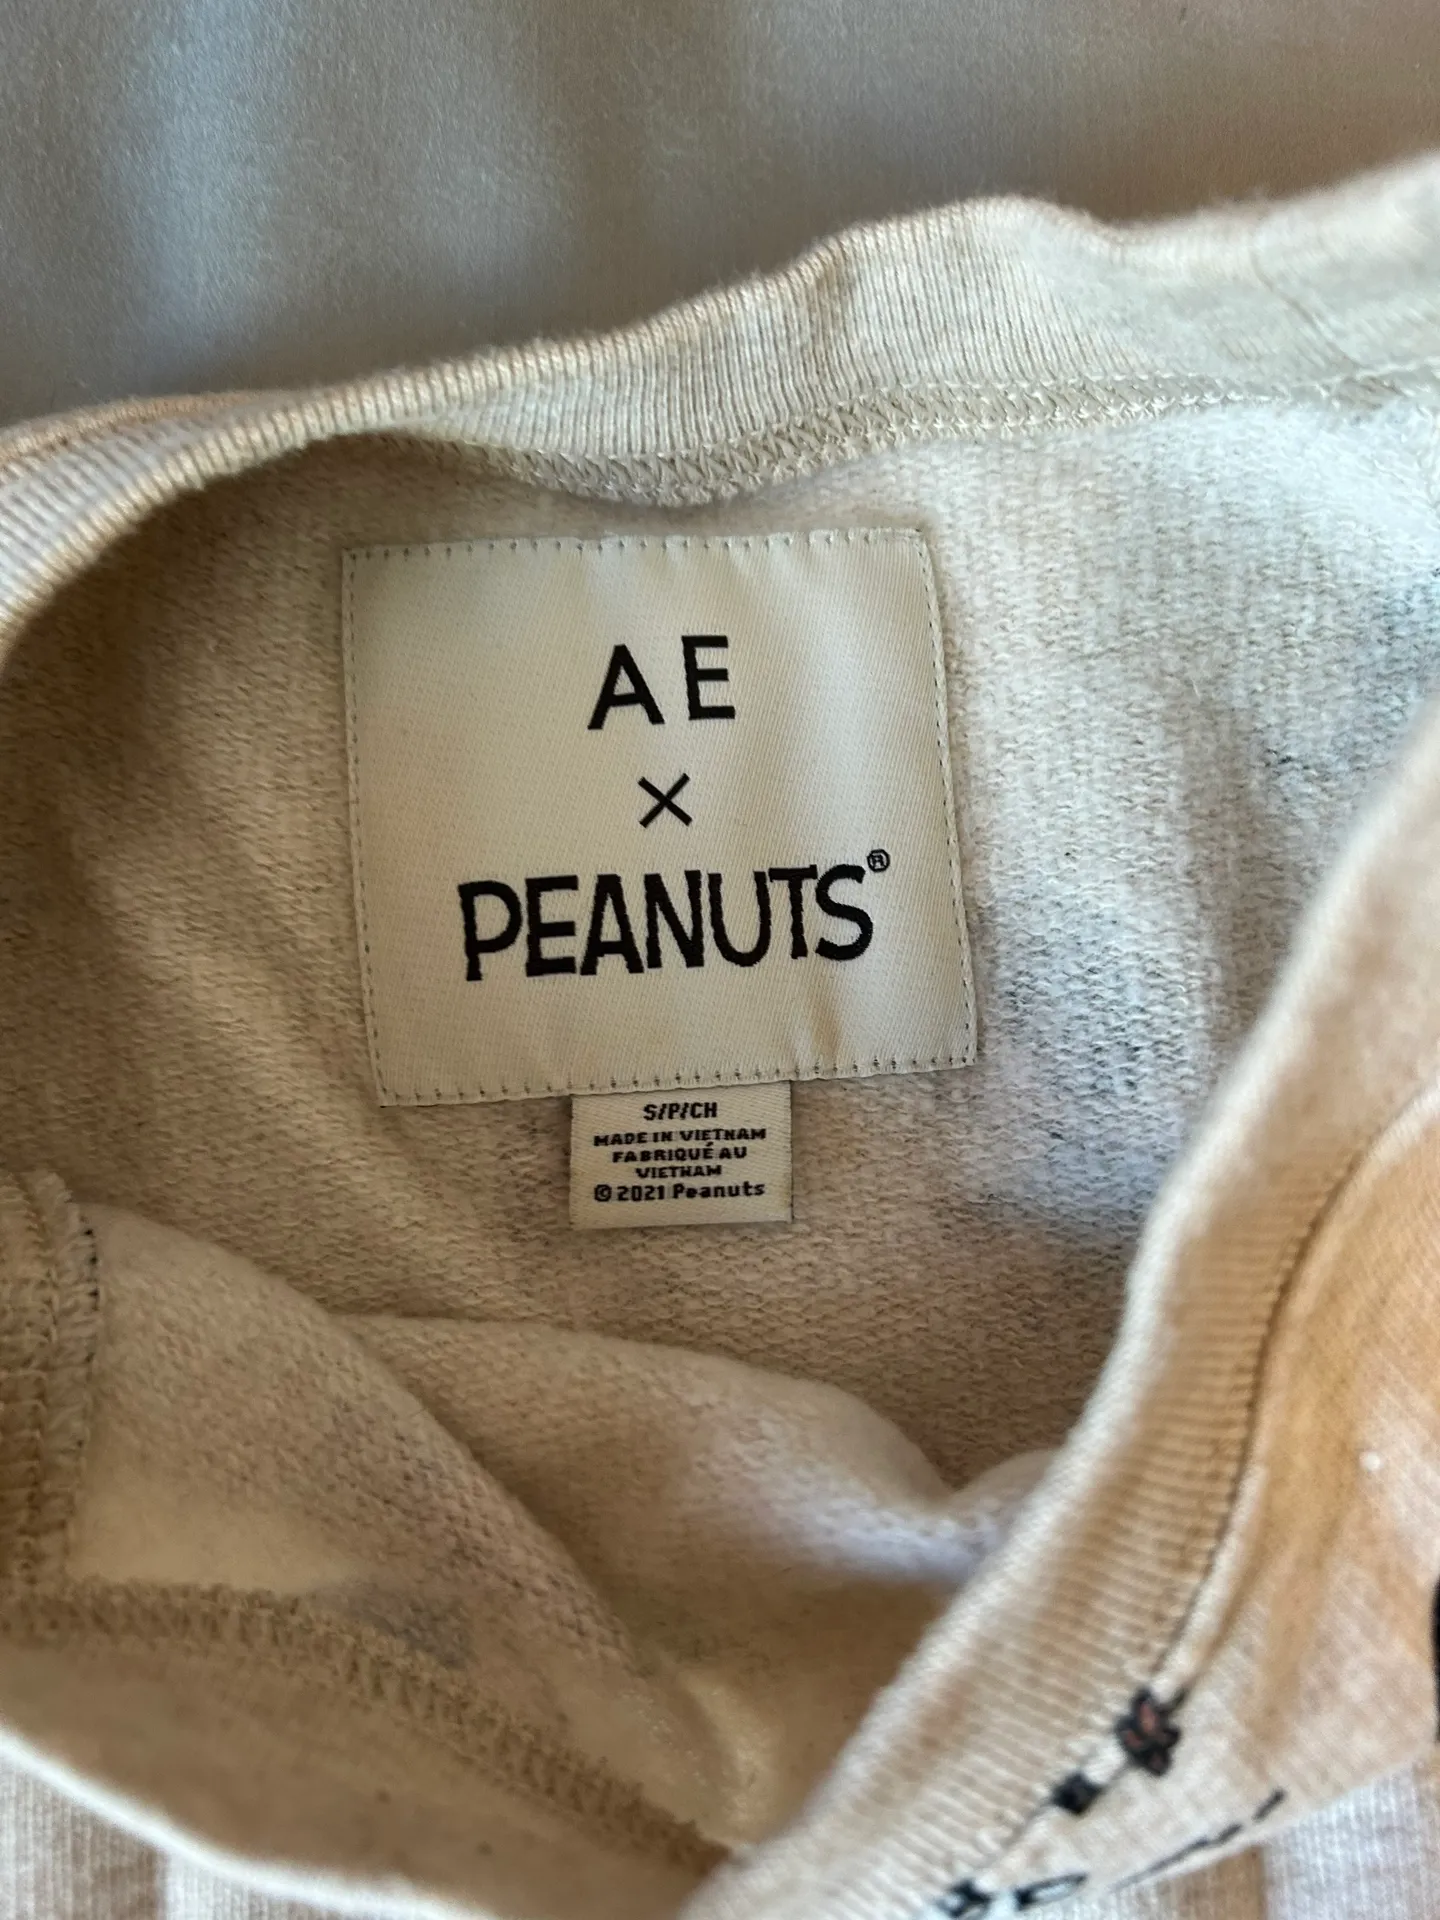 AE
×
PEANUTS®
S/P/CH
MADE IN VIETNAM
FABRIQUÉ AU
VIETNAM
© 2021 Peanuts